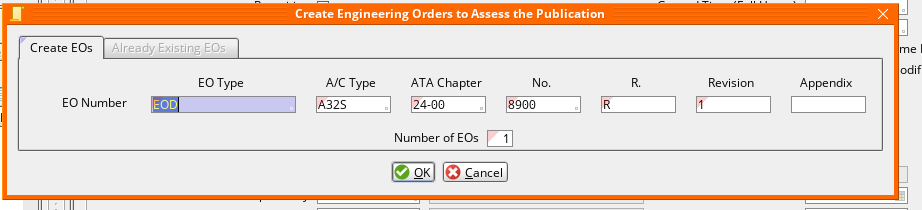 Create Engineering Orders to Assess the Publication
Create EOs Already Existing EOs
EO Type A/C Type ATA Chapter No. R. Revision Appendix
EO Number EOD A32S 24-00 8900 R 1
Number of EOs 1
OK Cancel